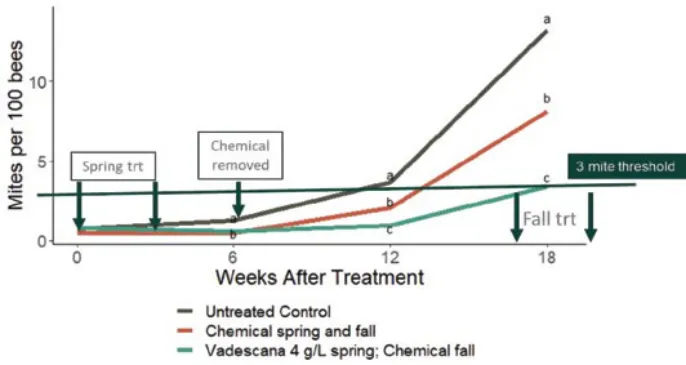 Mites per 100 bees
10
5
0
Spring trt
Chemical
removed
3 mite threshold
Fall trt
a
b
a
b
c
a
b
c
0
6
12
18
Weeks After Treatment
Untreated Control
Chemical spring and fall
Vadescana 4 g/L spring; Chemical fall